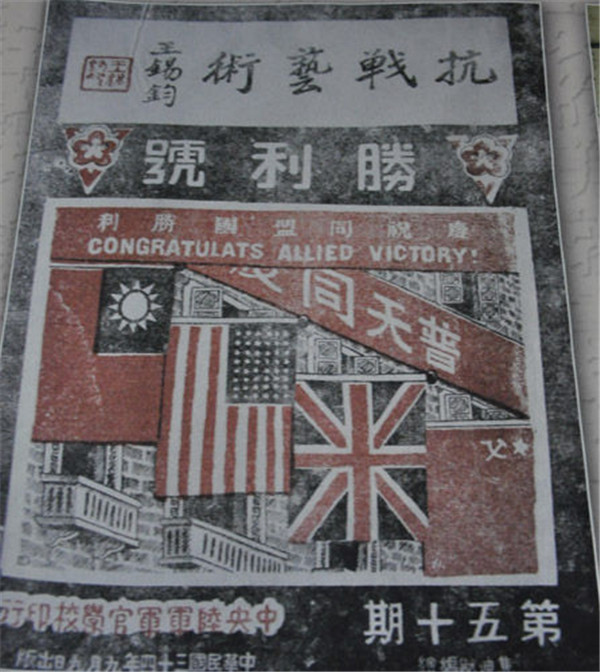 抗戰藝術
王錫鈞
勝利號
慶祝同盟國勝利
CONGRATULATS ALLIED VICTORY!
普天同慶
第五十期
中央陸軍軍官學校印行
中華民國三十四年九月九日出版